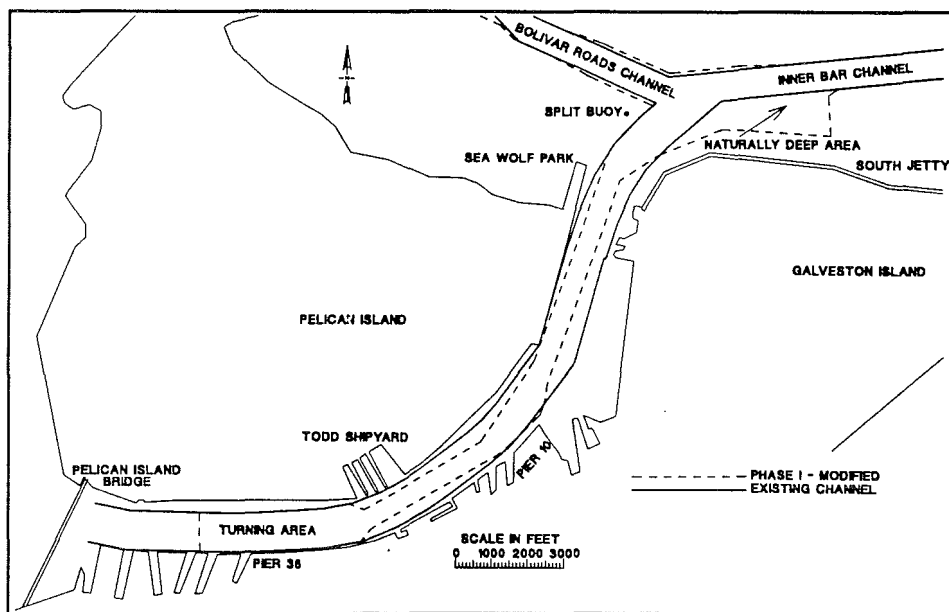 BOLIVAR ROADS CHANNEL
INNER BAR CHANNEL
SPLIT BUOY
NATURALLY DEEP AREA
SEA WOLF PARK
SOUTH JETTY
GALVESTON ISLAND
PELICAN ISLAND
TODD SHIPYARD
PIER 10
PELICAN ISLAND
BRIDGE
PHASE I - MODIFIED
EXISTING CHANNEL
TURNING AREA
SCALE IN FEET
0 1000 2000 3000
PIER 36